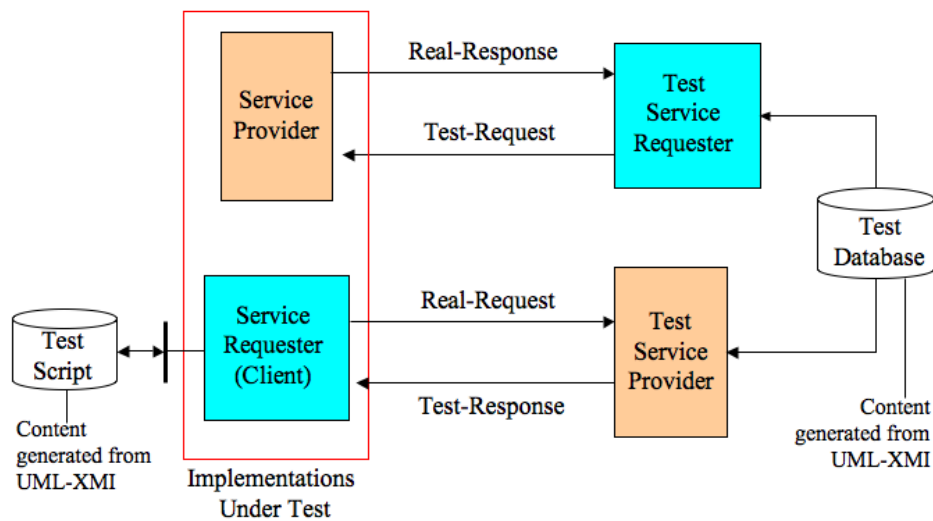 Real-Response
Service
Provider
Test-Request
Test
Service
Requester
Test
Database
Test
Script
Service
Requester
(Client)
Real-Request
Test-Response
Test
Service
Provider
Content
generated from
UML-XMI
Implementations
Under Test
Content
generated from
UML-XMI